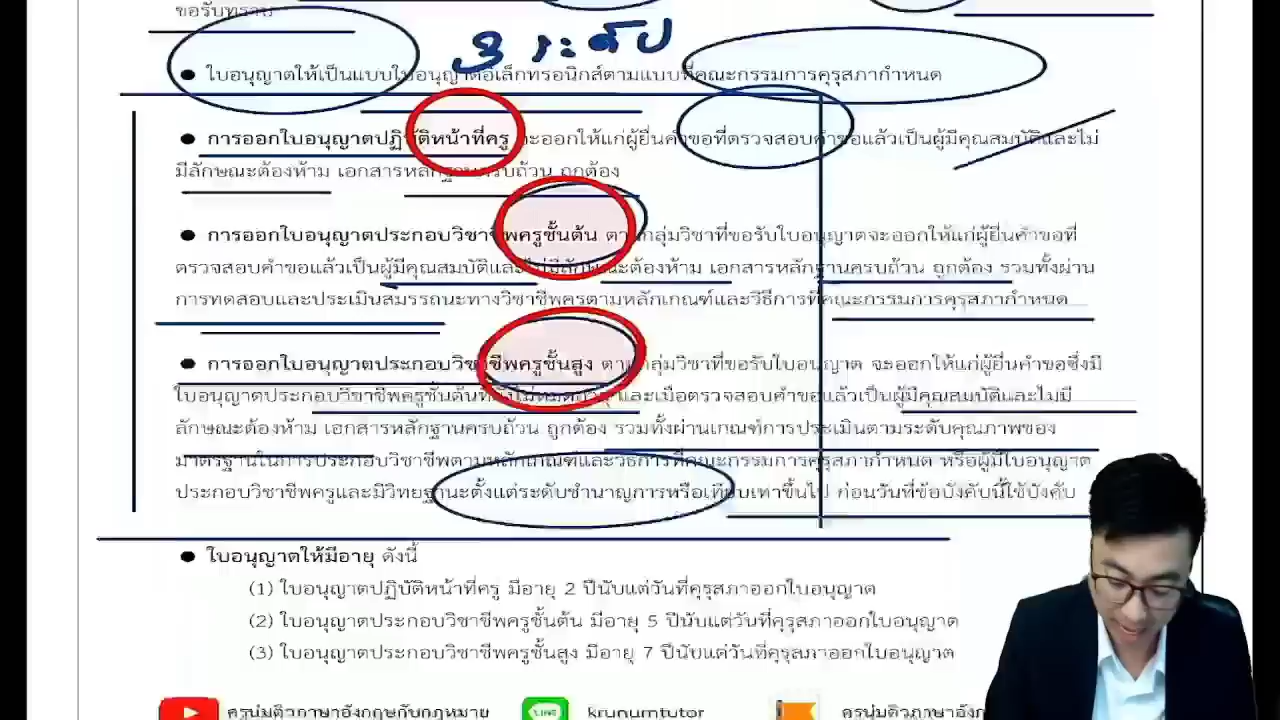 ขอรับทราบ
3 ระดับ
● ใบอนุญาตให้เป็นแบบใบอนุญาตอิเล็กทรอนิกส์ตามแบบที่คณะกรรมการคุรุสภากำหนด
● การออกใบอนุญาตปฏิบัติหน้าที่ครู จะออกให้แก่ผู้ยื่นคำขอที่ตรวจสอบคำขอแล้วเป็นผู้มีคุณสมบัติและไม่
มีลักษณะต้องห้าม เอกสารหลักฐานครบถ้วน ถูกต้อง
● การออกใบอนุญาตประกอบวิชาชีพครูชั้นต้น ตามกลุ่มวิชาที่ขอรับใบอนุญาตจะออกให้แก่ผู้ยื่นคำขอที่
ตรวจสอบคำขอแล้วเป็นผู้มีคุณสมบัติและไม่มีลักษณะต้องห้าม เอกสารหลักฐานครบถ้วน ถูกต้อง รวมทั้งผ่าน
การทดสอบและประเมินสมรรถนะทางวิชาชีพครูตามหลักเกณฑ์และวิธีการที่คณะกรรมการคุรุสภากำหนด
● การออกใบอนุญาตประกอบวิชาชีพครูชั้นสูง ตามกลุ่มวิชาที่ขอรับใบอนุญาต จะออกให้แก่ผู้ยื่นคำขอซึ่งมี
ใบอนุญาตประกอบวิชาชีพครูชั้นต้นที่ยังไม่หมดอายุ และเมื่อตรวจสอบคำขอแล้วเป็นผู้มีคุณสมบัติและไม่มี
ลักษณะต้องห้าม เอกสารหลักฐานครบถ้วน ถูกต้อง รวมทั้งผ่านเกณฑ์การประเมินตามระดับคุณภาพของ
มาตรฐานในการประกอบวิชาชีพตามหลักเกณฑ์และวิธีการที่คณะกรรมการคุรุสภากำหนด หรือผู้มีใบอนุญาต
ประกอบวิชาชีพครูและมีวิทยฐานะตั้งแต่ระดับชำนาญการหรือเทียบเท่าขึ้นไป ก่อนวันที่ข้อบังคับนี้ใช้บังคับ
● ใบอนุญาตให้มีอายุ ดังนี้
(1) ใบอนุญาตปฏิบัติหน้าที่ครู มีอายุ 2 ปีนับแต่วันที่คุรุสภาออกใบอนุญาต
(2) ใบอนุญาตประกอบวิชาชีพครูชั้นต้น มีอายุ 5 ปีนับแต่วันที่คุรุสภาออกใบอนุญาต
(3) ใบอนุญาตประกอบวิชาชีพครูชั้นสูง มีอายุ 7 ปีนับแต่วันที่คุรุสภาออกใบอนุญาต
ครูนุ่มติวภาษาอังกฤษกับกฎหมาย LINE krunumtutor